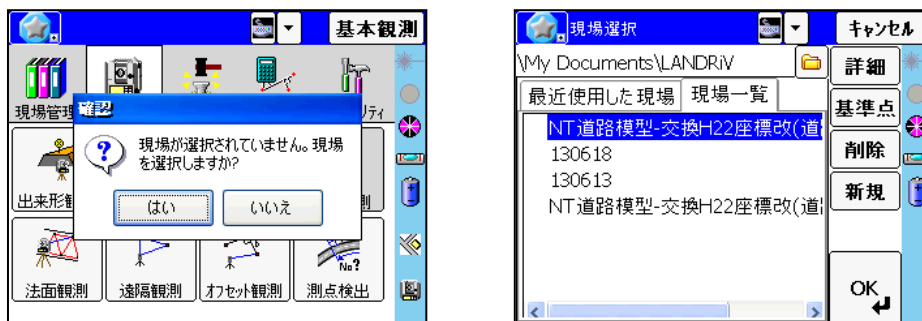 基本観測
現場管理
ティ
確認
現場が選択されていません。現場
を選択しますか?
はい
いいえ
出来形
測
法面観測
遠隔観測
オフセット観測
No?
測点検出
現場選択
キャンセル
\My Documents\LANDRiV
詳細
最近使用した現場
現場一覧
基準点
NT道路模型-交換H22座標改(道
130618
削除
130613
新規
NT道路模型-交換H22座標改(道
OK